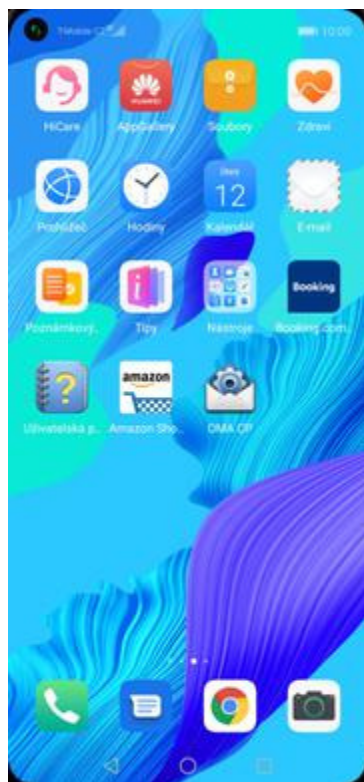 T-Mobile CZ 10:00
HiCare AppGallery Soubory Zdraví
HUAWEI
Prohlížeč Hodiny Kalendář E-mail
12
Poznámkový.. Tipy Nástroje Booking.com..
Booking
Uživatelská p.. Amazon Sho.. OMA CP
amazon